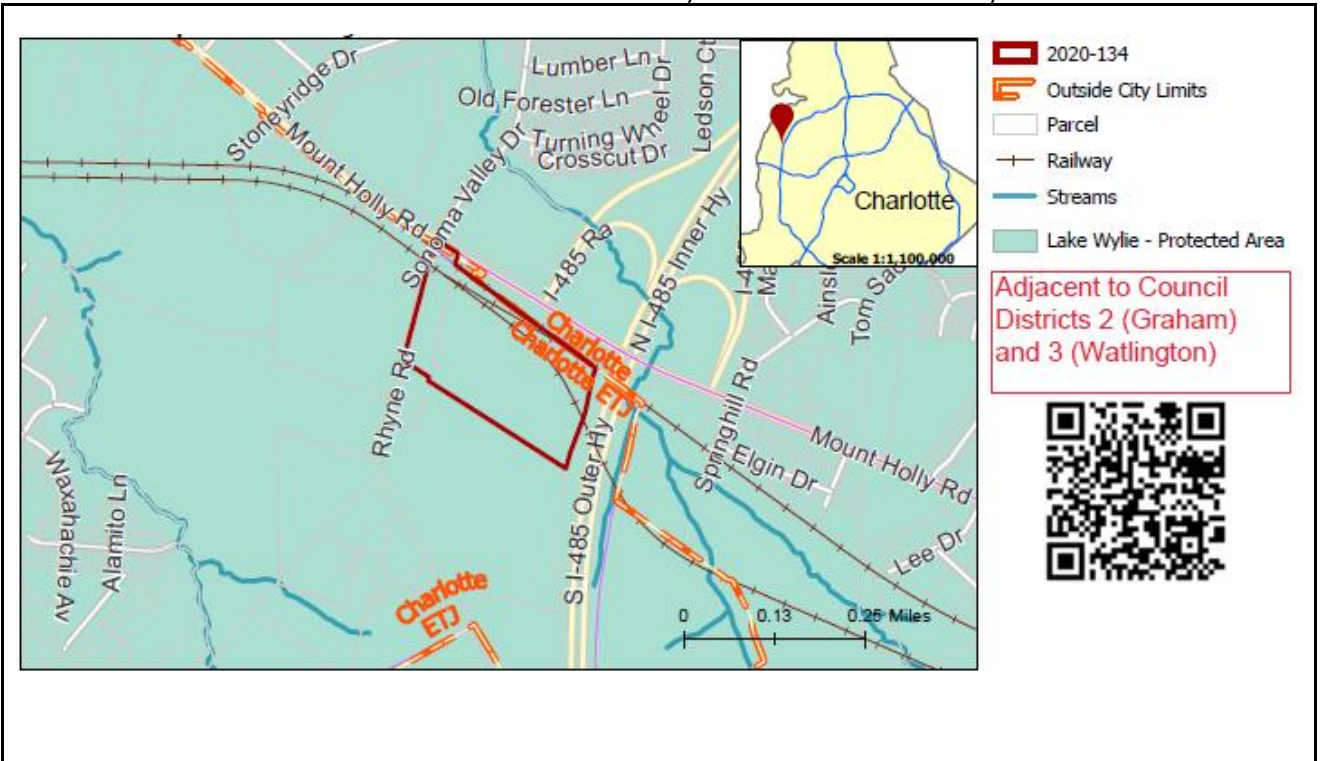 Stoneyridge Dr
Lumber Ln
Old Forester Ln
Turning Wheel Dr
Crosscut Dr
Ledson Ct
Mount Holly Rd
Sonoma Valley Dr
I-485 Ra
N I-485 Inner Hy
Charlotte
Scale 1:1,100,000
I-4
Ma
Ainsl
Tom Sad
Charlotte
Charlotte ETJ
Rhyne Rd
S I-485 Outer Hy
Springhill Rd
Elgin Dr
Mount Holly Rd
Lee Dr
Waxahachie Av
Alamito Ln
Charlotte
ETJ
0 0.13 0.25 Miles
2020-134
Outside City Limits
Parcel
Railway
Streams
Lake Wylie - Protected Area
Adjacent to Council
Districts 2 (Graham)
and 3 (Watlington)